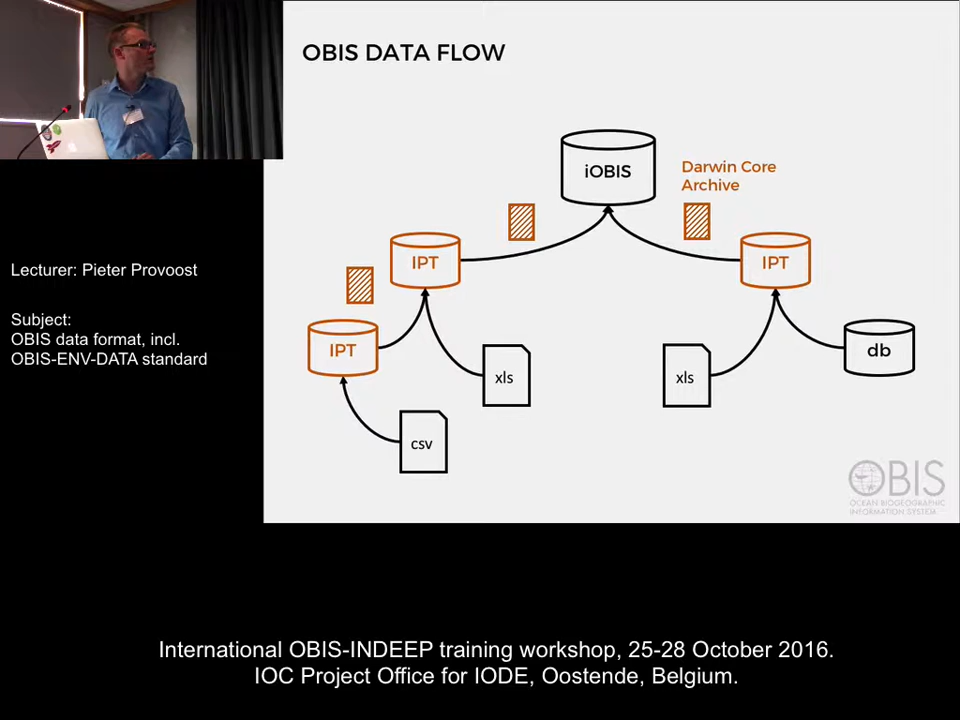 OBIS DATA FLOW
iOBIS
Darwin Core
Archive
IPT
IPT
IPT
xls
xls
db
csv
Lecturer: Pieter Provoost
Subject:
OBIS data format, incl.
OBIS-ENV-DATA standard
OBIS
OCEAN BIOGEOGRAPHIC
INFORMATION SYSTEM
International OBIS-INDEEP training workshop, 25-28 October 2016.
IOC Project Office for IODE, Oostende, Belgium.